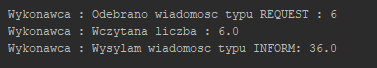 Wykonawca : Odebrano wiadomosc typu REQUEST : 6
Wykonawca : Wczytana liczba : 6.0
Wykonawca : Wysylam wiadomosc typu INFORM: 36.0